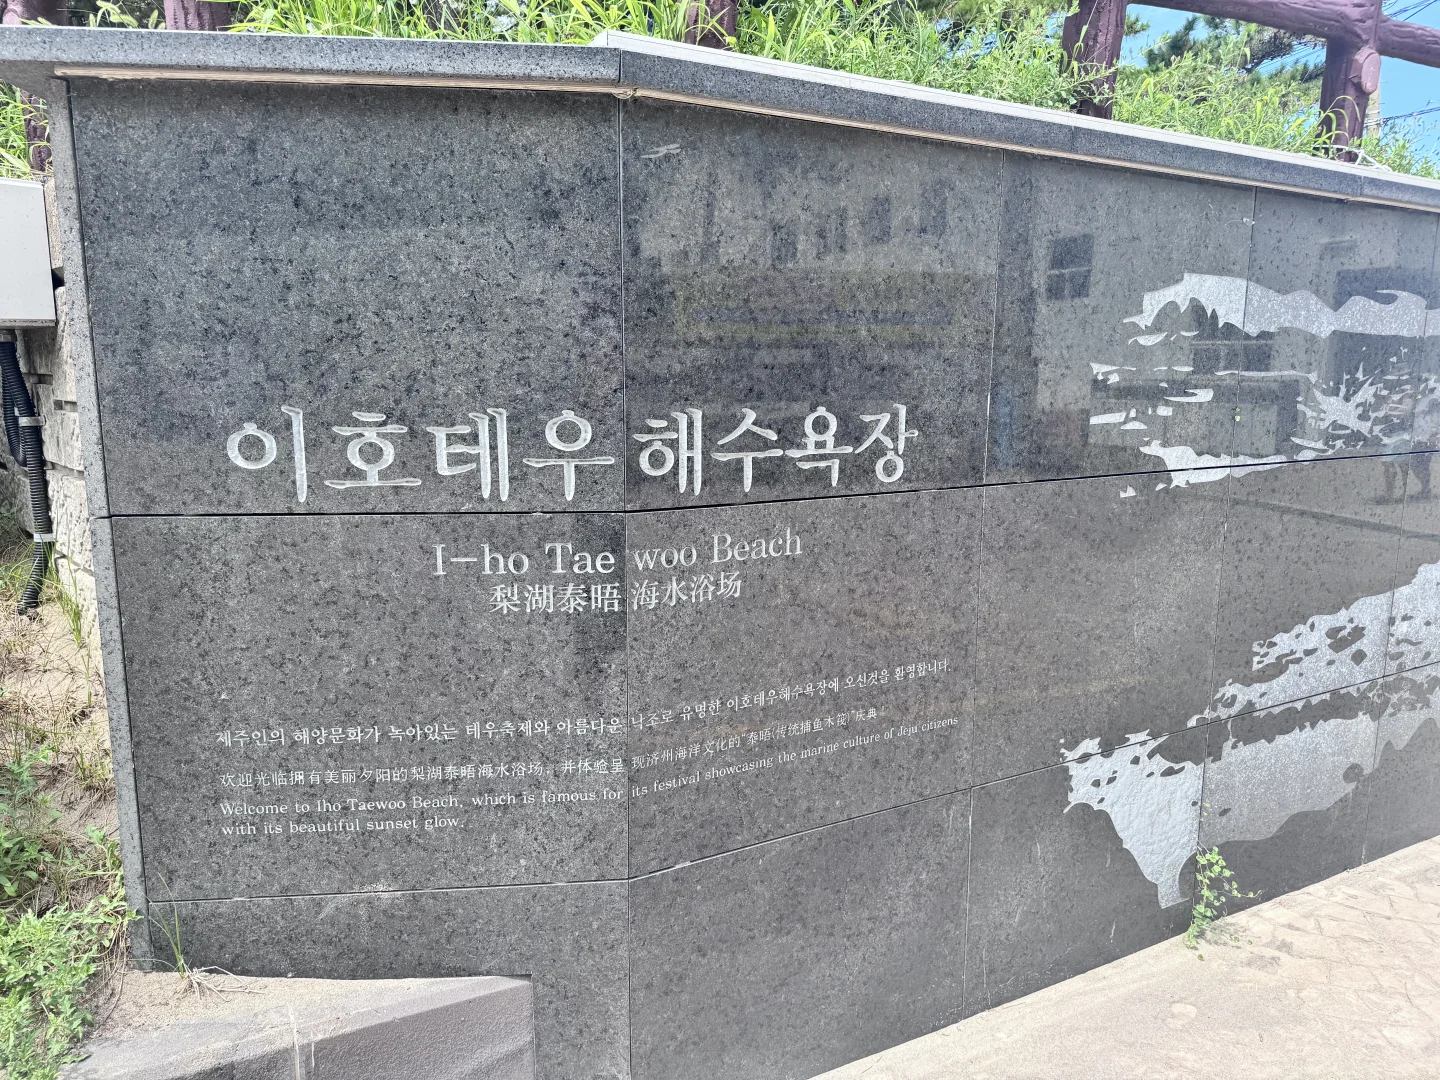 이호테우 해수욕장
I-ho Tae woo Beach
梨湖泰晤 海水浴场
제주인의 해양문화가 녹아있는 테우축제와 아름다운 낙조로 유명한 이호테우해수욕장에 오신것을 환영합니다.
欢迎光临拥有美丽夕阳的梨湖泰晤海水浴场，并体验呈现济州海洋文化的"泰晤(传统捕鱼木筏)"庆典！
Welcome to Iho Taewoo Beach, which is famous for its festival showcasing the marine culture of deju citizens
with its beautiful sunset glow.